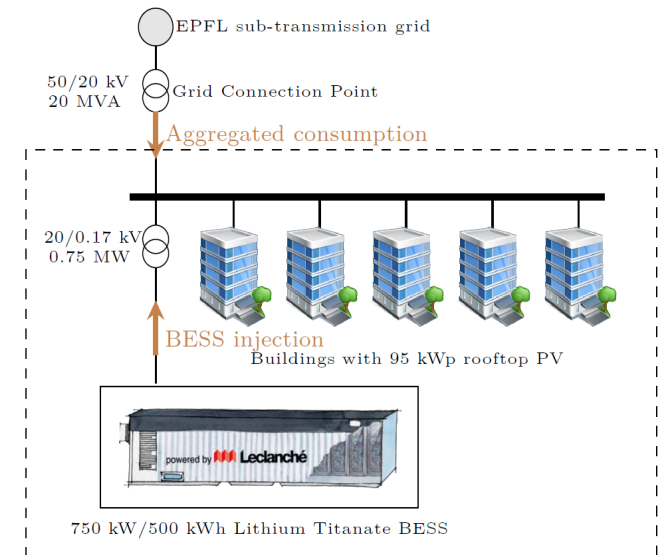 EPFL sub-transmission grid
50/20 kV
20 MVA
Grid Connection Point
Aggregated consumption
20/0.17 kV
0.75 MW
BESS injection
Buildings with 95 kWp rooftop PV
powered by Leclanché
750 kW/500 kWh Lithium Titanate BESS